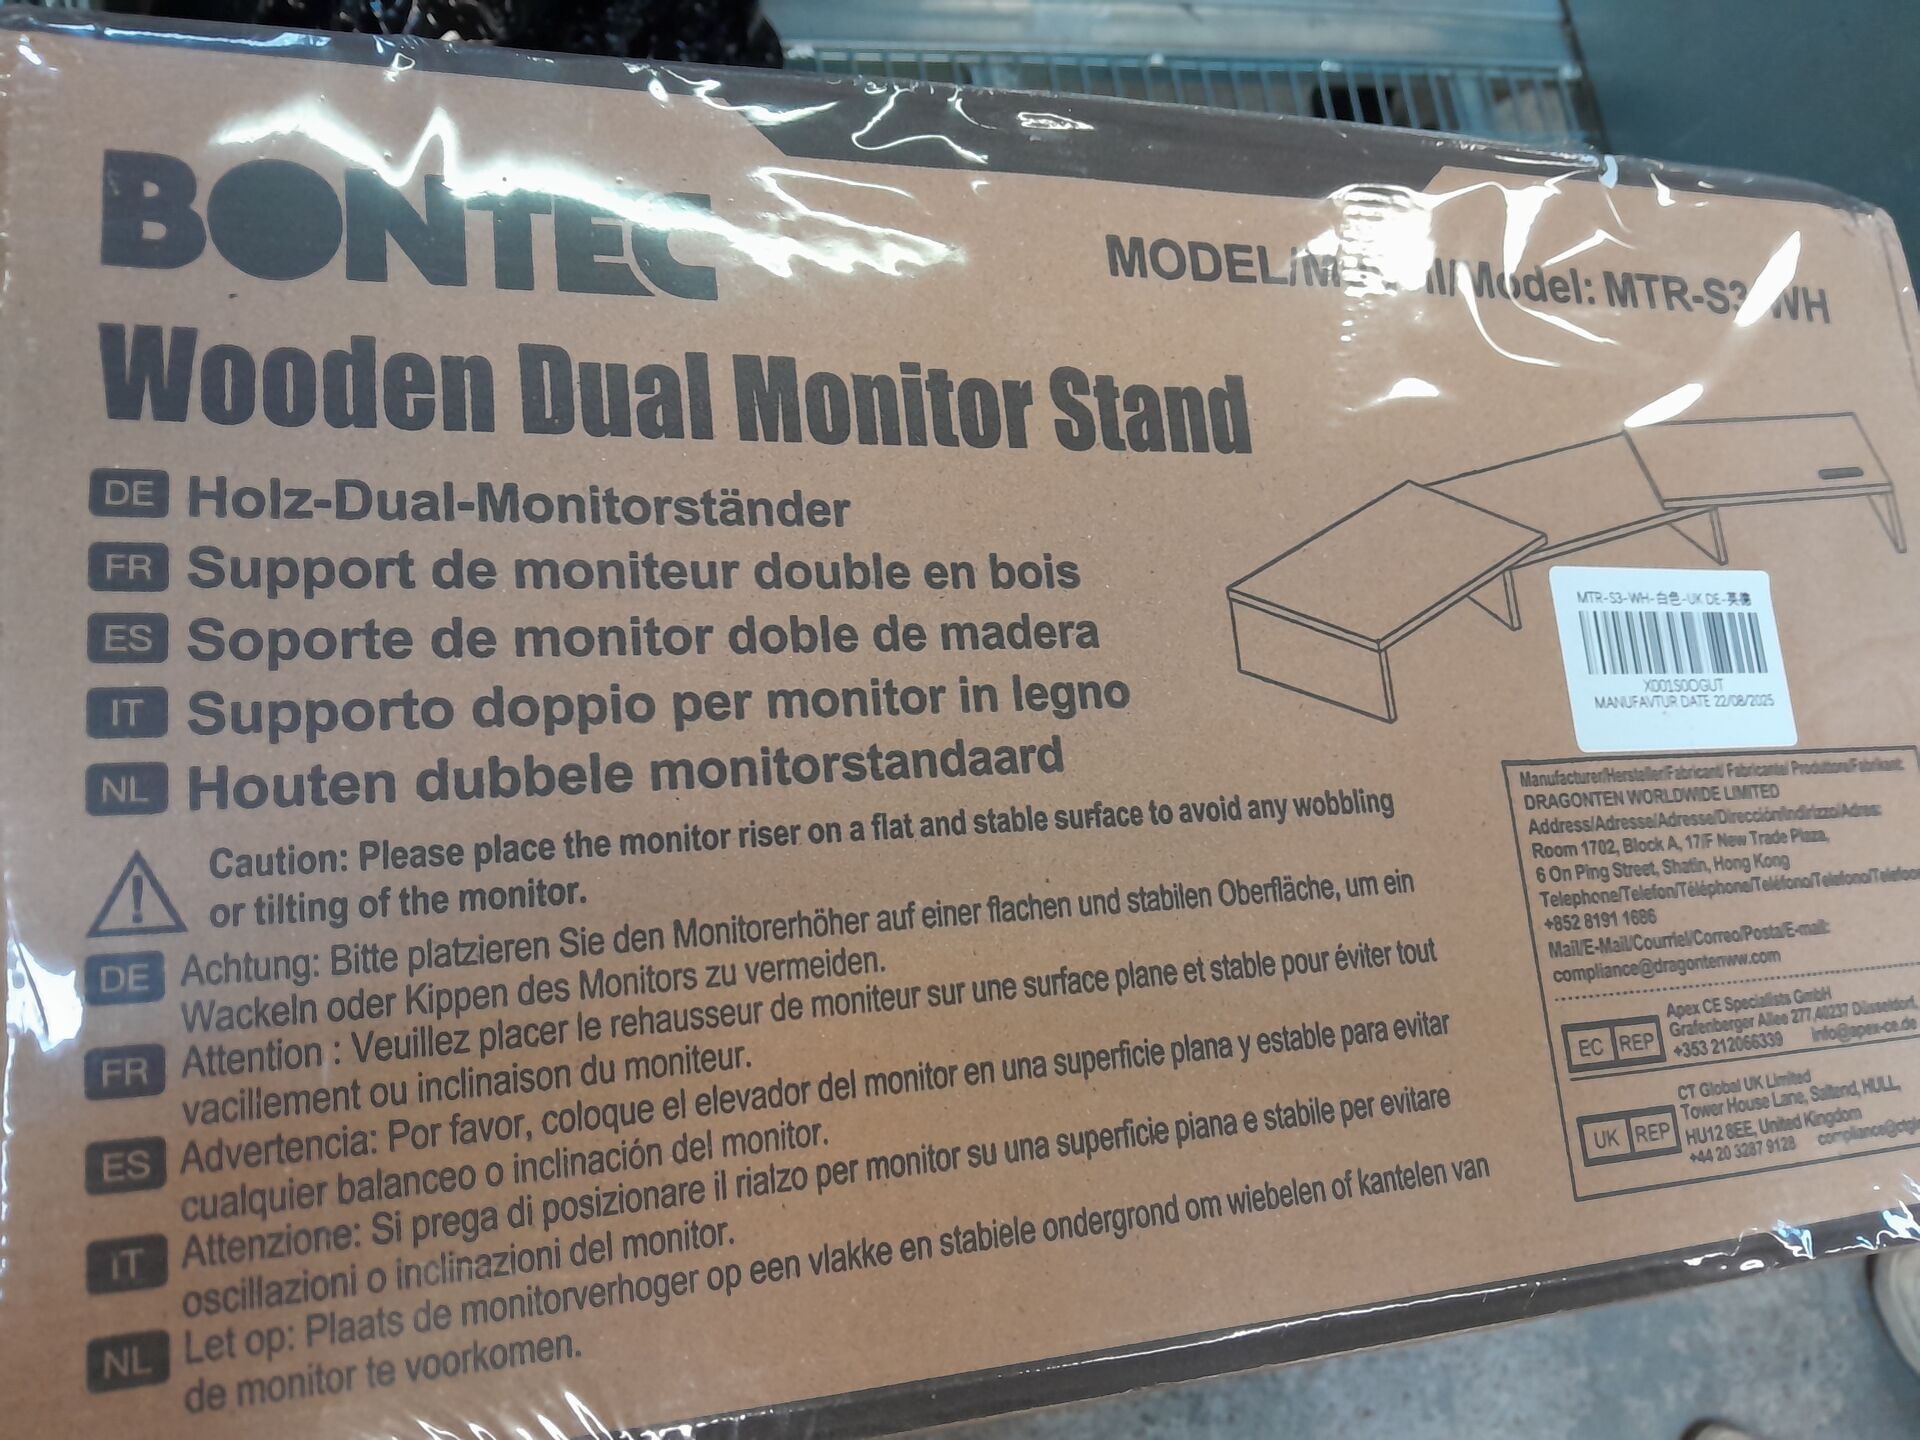 BONTEC
MTR-S3-WH
Wooden Dual Monitor Stand
DE Holz-Dual-Monitorständer
FR Support de moniteur double en bois
ES Soporte de monitor doble de madera
IT Supporto doppio per monitor in legno
NL Houten dubbele monitorstandaard
Caution: Please place the monitor riser on a flat and stable surface to avoid any wobbling
or tilting of the monitor.
DE Achtung: Bitte platzieren Sie den Monitorerhöher auf einer flachen und stabilen Oberfläche, um ein
Wackeln oder Kippen des Monitors zu vermeiden.
FR Attention : Veuillez placer le rehausseur de moniteur sur une surface plane et stable pour éviter tout
vacillement ou inclinaison du moniteur.
ES Advertencia: Por favor, coloque el elevador del monitor en una superficie plana y estable para evitar
cualquier balanceo o inclinación del monitor.
IT Attenzione: Si prega di posizionare il rialzo per monitor su una superficie piana e stabile per evitare
oscillazioni o inclinazioni del monitor.
NL Let op: Plaats de monitorverhoger op een vlakke en stabiele ondergrond om wiebelen of kantelen van
de monitor te voorkomen.
MTR-S3-WH-白色-UK DE-英德
X001S0OGUT
MANUFAVTUR DATE 22/08/2025
Manufacturer/Hersteller/Fabricant/ Fabricante/ Produttore/Fabrikant:
DRAGONTEN WORLDWIDE LIMITED
Address/Adresse/Adresse/Dirección/Indirizzo/Adres:
Room 1702, Block A, 17/F New Trade Plaza,
6 On Ping Street, Shatin, Hong Kong
Telephone/Telefon/Téléphone/Teléfono/Telefono/
+852 8191 1686
Mail/E-Mail/Courriel/Correo/Posta/E-mail:
compliance@dragontenww.com
EC REP
Apex CE Specialists GmbH
Grafenberger Allee 277,40237 Düsseldorf,
+353 212066339 info@apex-ce.de
UK REP
CT Global UK Limited
Tower House Lane, Saltend, HULL,
HU12 8EE, United Kingdom
+44 20 3287 9128